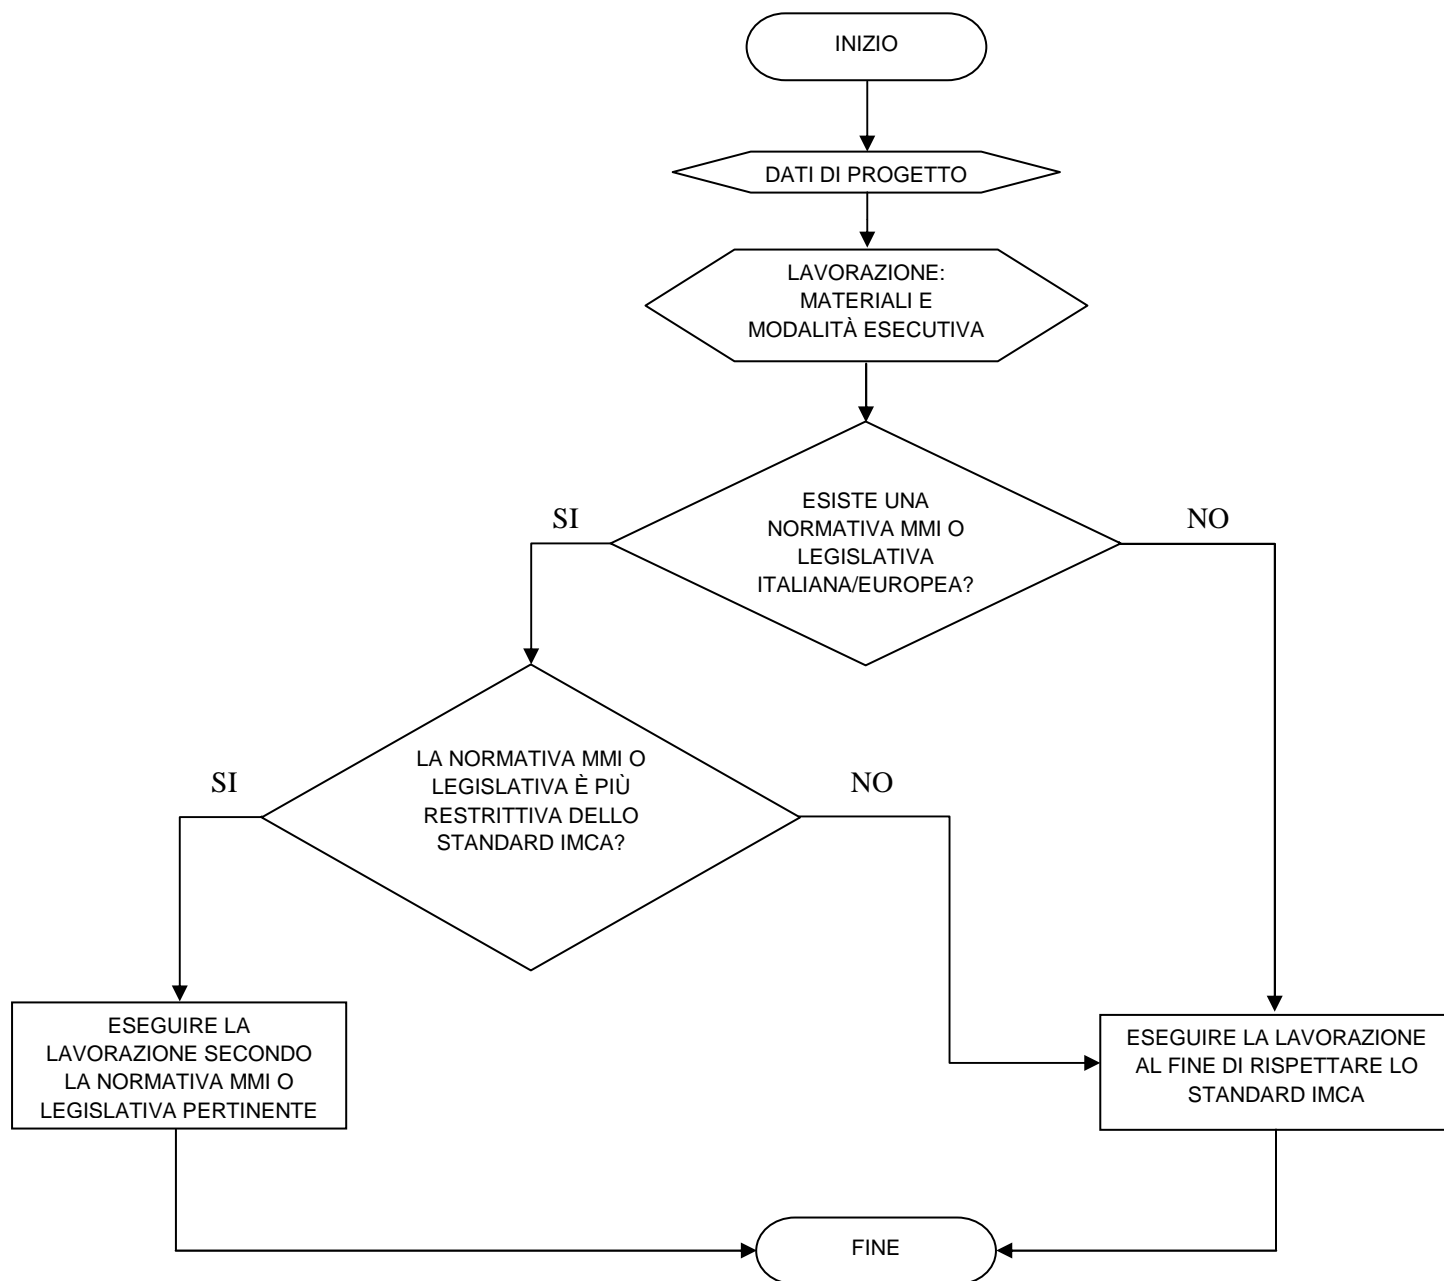 INIZIO
DATI DI PROGETTO
LAVORAZIONE:
MATERIALI E
MODALITÀ ESECUTIVA
ESISTE UNA
NORMATIVA MMI O
LEGISLATIVA
ITALIANA/EUROPEA?
SI
NO
LA NORMATIVA MMI O
LEGISLATIVA È PIÙ
RESTRITTIVA DELLO
STANDARD IMCA?
SI
NO
ESEGUIRE LA
LAVORAZIONE SECONDO
LA NORMATIVA MMI O
LEGISLATIVA PERTINENTE
ESEGUIRE LA LAVORAZIONE
AL FINE DI RISPETTARE LO
STANDARD IMCA
FINE